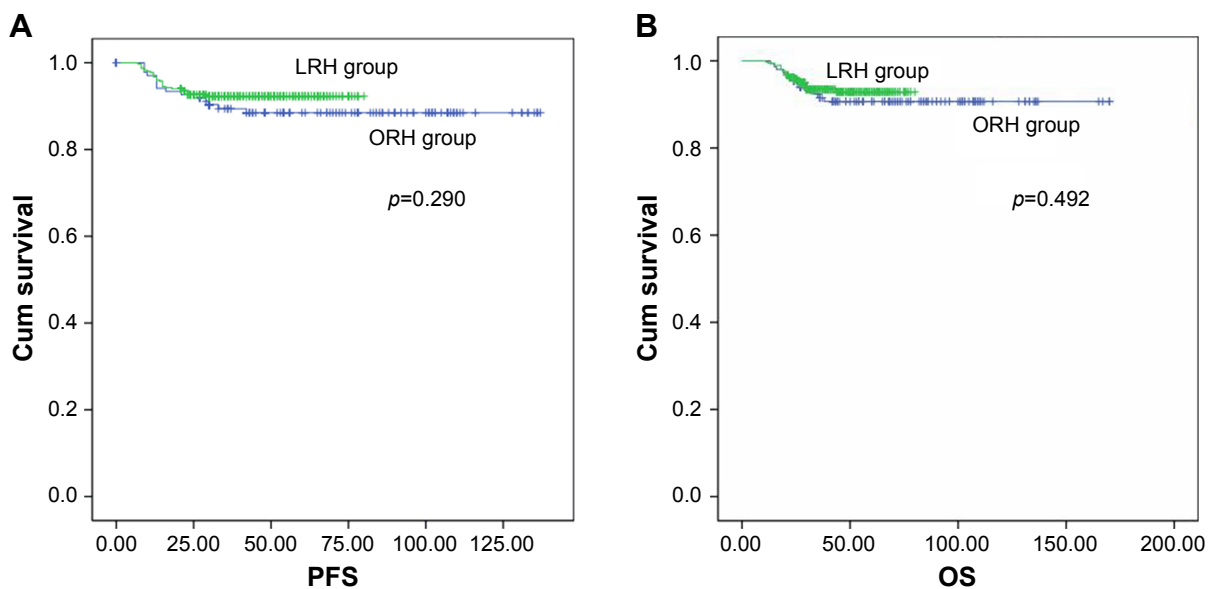 A
1.0
0.8
0.6
0.4
0.2
0.0
Cum survival
LRH group
ORH group
p=0.290
0.00 25.00 50.00 75.00 100.00 125.00
PFS
B
1.0
0.8
0.6
0.4
0.2
0.0
Cum survival
LRH group
ORH group
p=0.492
0.00 50.00 100.00 150.00 200.00
OS